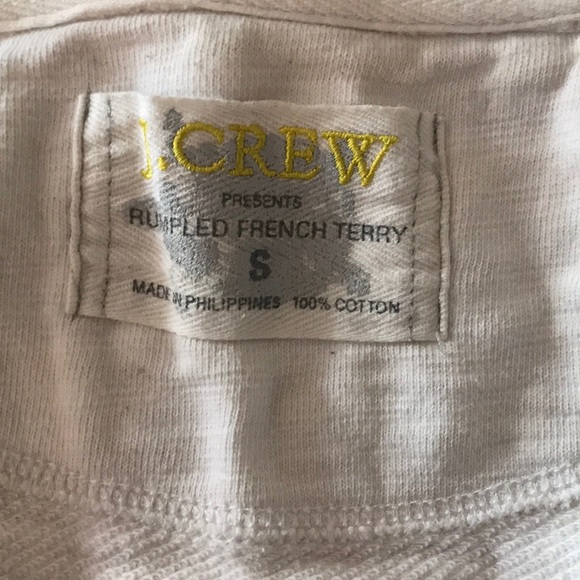 J.CREW
PRESENTS
RUMPLED FRENCH TERRY
S
MADE IN PHILIPPINES 100% COTTON